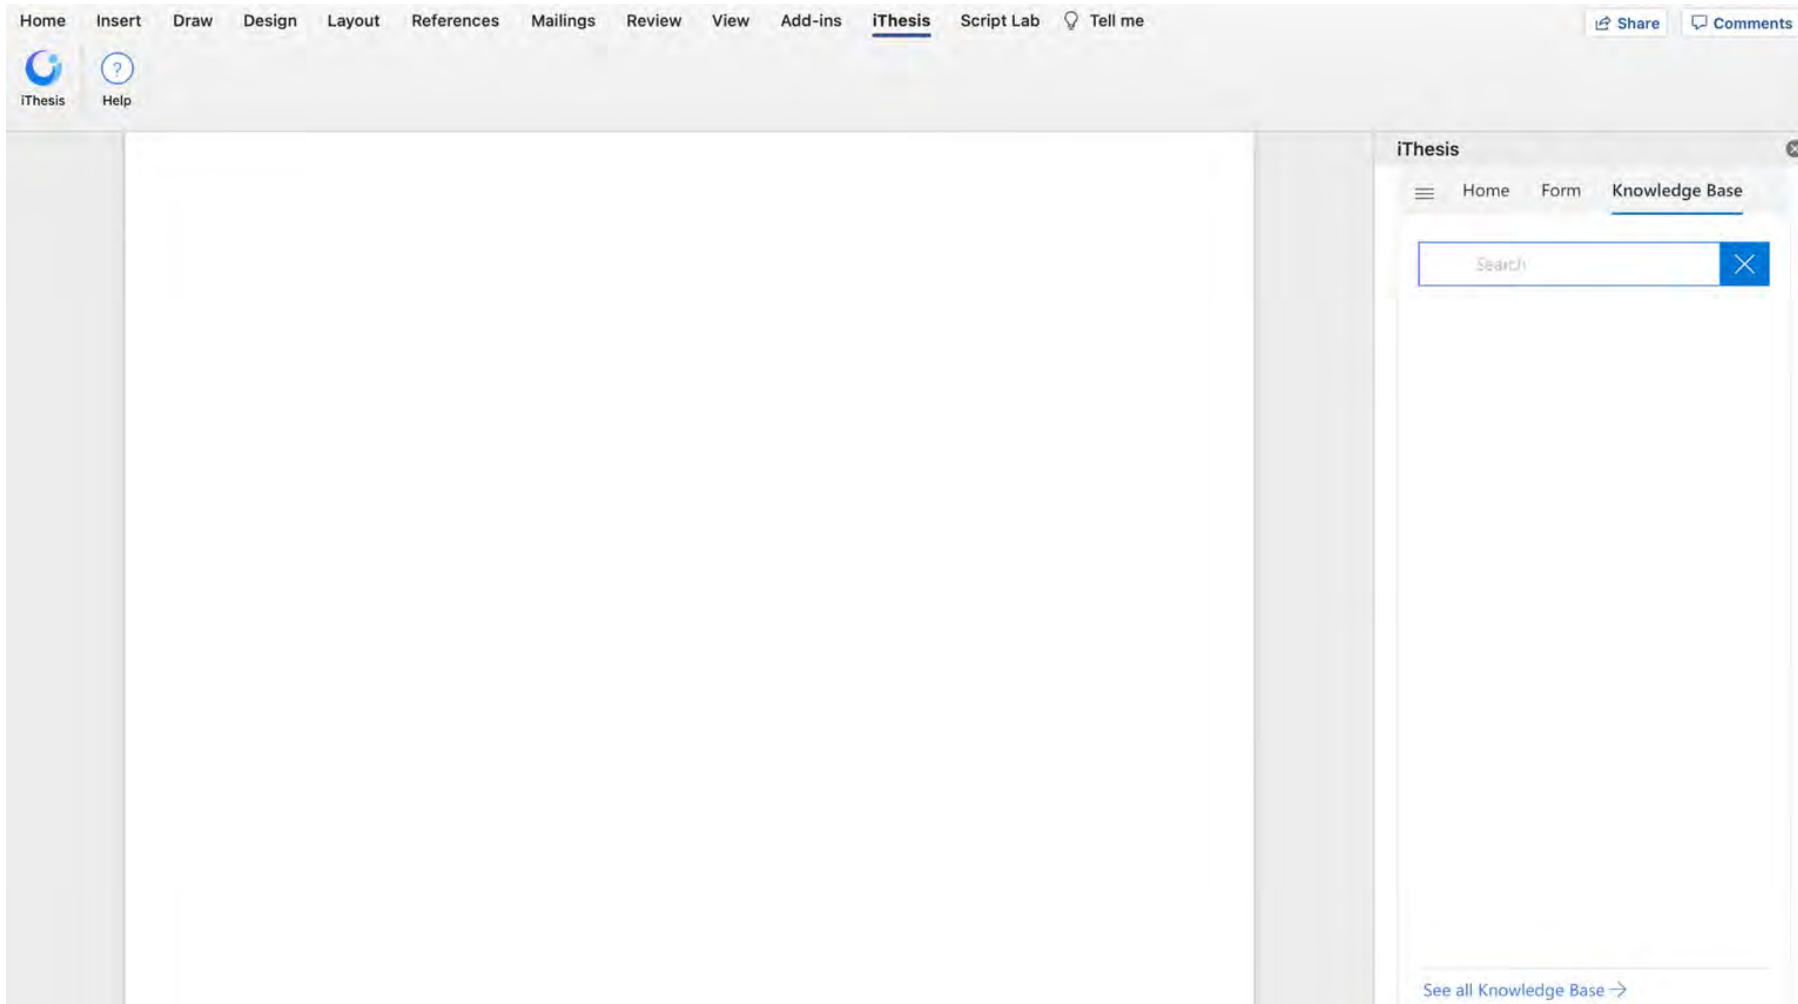 Home Insert Draw Design Layout References Mailings Review View Add-ins iThesis Script Lab Tell me Share Comments
iThesis Help
iThesis
Home Form Knowledge Base
Search
See all Knowledge Base →